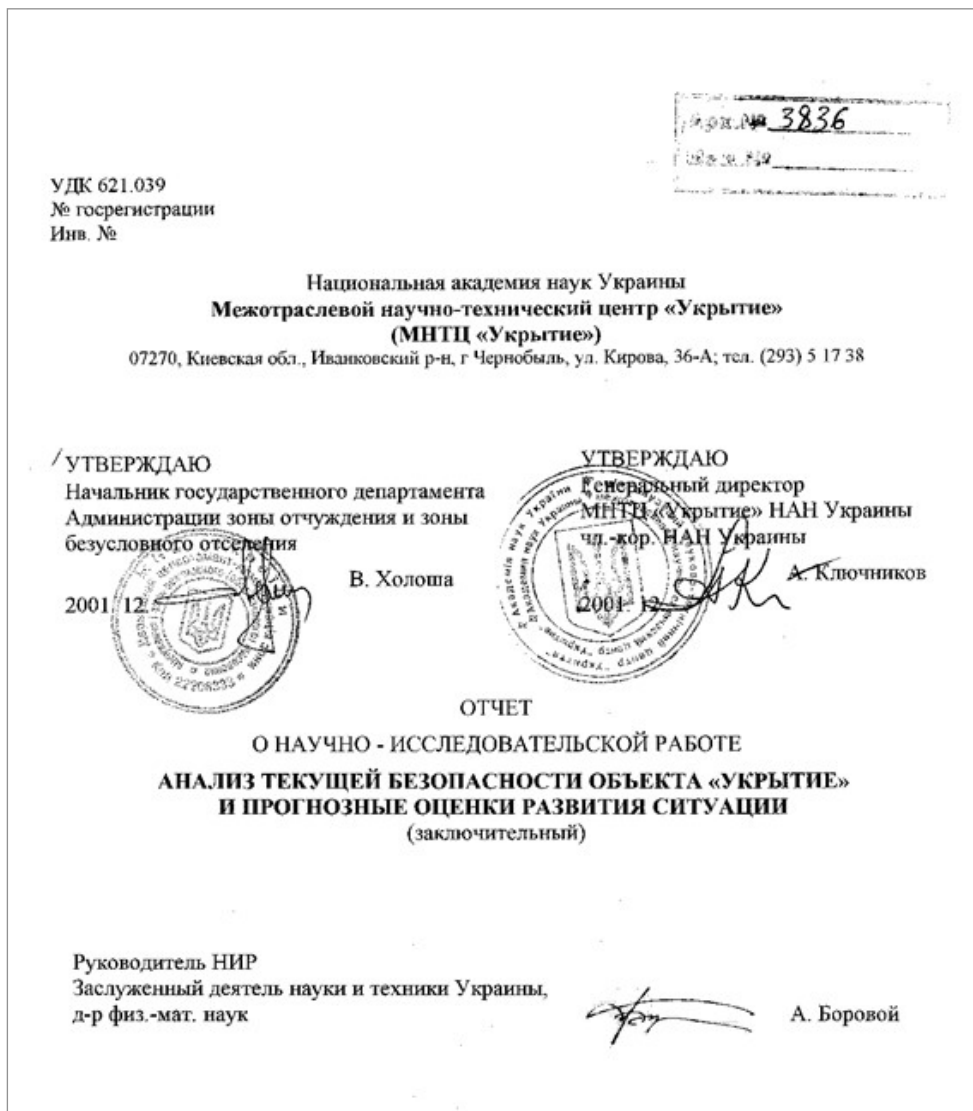 Арх.№ 3836
УДК 621.039
№ госрегистрации
Инв. №
Национальная академия наук Украины
Межотраслевой научно-технический центр «Укрытие»
(МНТЦ «Укрытие»)
07270, Киевская обл., Иванковский р-н, г Чернобыль, ул. Кирова, 36-А; тел. (293) 5 17 38
УТВЕРЖДАЮ
Начальник государственного департамента
Администрации зоны отчуждения и зоны
безусловного отселения
В. Холоша
2001 12
УТВЕРЖДАЮ
Генеральный директор
МНТЦ «Укрытие» НАН Украины
чл.-кор. НАН Украины
А. Ключников
2001 12
ОТЧЕТ
О НАУЧНО - ИССЛЕДОВАТЕЛЬСКОЙ РАБОТЕ
АНАЛИЗ ТЕКУЩЕЙ БЕЗОПАСНОСТИ ОБЪЕКТА «УКРЫТИЕ»
И ПРОГНОЗНЫЕ ОЦЕНКИ РАЗВИТИЯ СИТУАЦИИ
(заключительный)
Руководитель НИР
Заслуженный деятель науки и техники Украины,
д-р физ.-мат. наук
А. Боровой